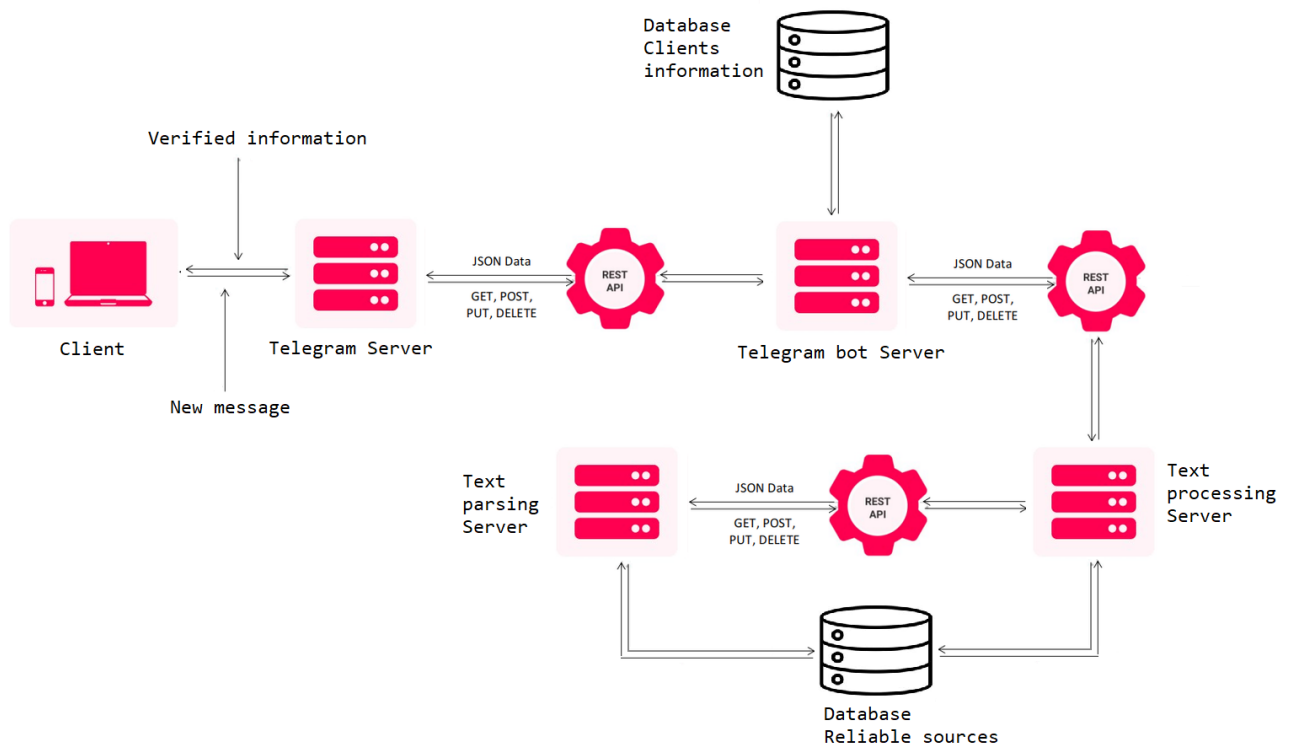 Database
Clients
information
Verified information
JSON Data
REST
API
GET, POST,
PUT, DELETE
JSON Data
REST
API
GET, POST,
PUT, DELETE
Client
Telegram Server
Telegram bot Server
New message
Text
parsing
Server
JSON Data
REST
API
GET, POST,
PUT, DELETE
Text
processing
Server
Database
Reliable sources